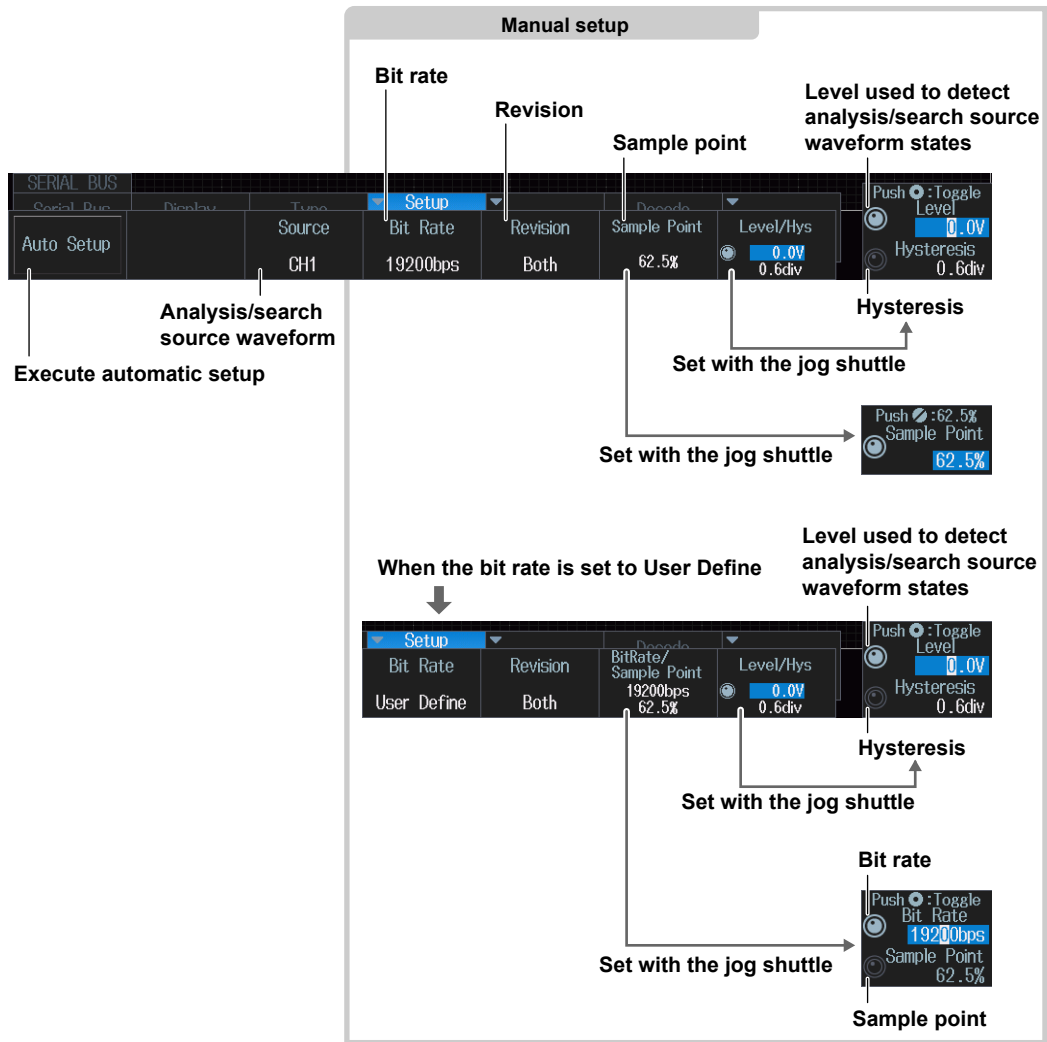 Manual setup
Bit rate
Revision
Sample point
Level used to detect
analysis/search source
waveform states
SERIAL BUS
Serial Bus Display Type Setup Decode
Auto Setup
Source Bit Rate Revision Sample Point Level/Hys
CH1 19200bps Both 62.5% 0.0V
0.6div
Push :Toggle
Level
0.0V
Hysteresis
0.6div
Analysis/search
source waveform
Execute automatic setup
Hysteresis
Set with the jog shuttle
Push :62.5%
Sample Point
62.5%
Set with the jog shuttle
When the bit rate is set to User Define
Level used to detect
analysis/search source
waveform states
Setup Decode
Bit Rate Revision BitRate/
Sample Point Level/Hys
User Define Both 19200bps
62.5% 0.0V
0.6div
Push :Toggle
Level
0.0V
Hysteresis
0.6div
Hysteresis
Set with the jog shuttle
Bit rate
Push :Toggle
Bit Rate
19200bps
Sample Point
62.5%
Set with the jog shuttle
Sample point